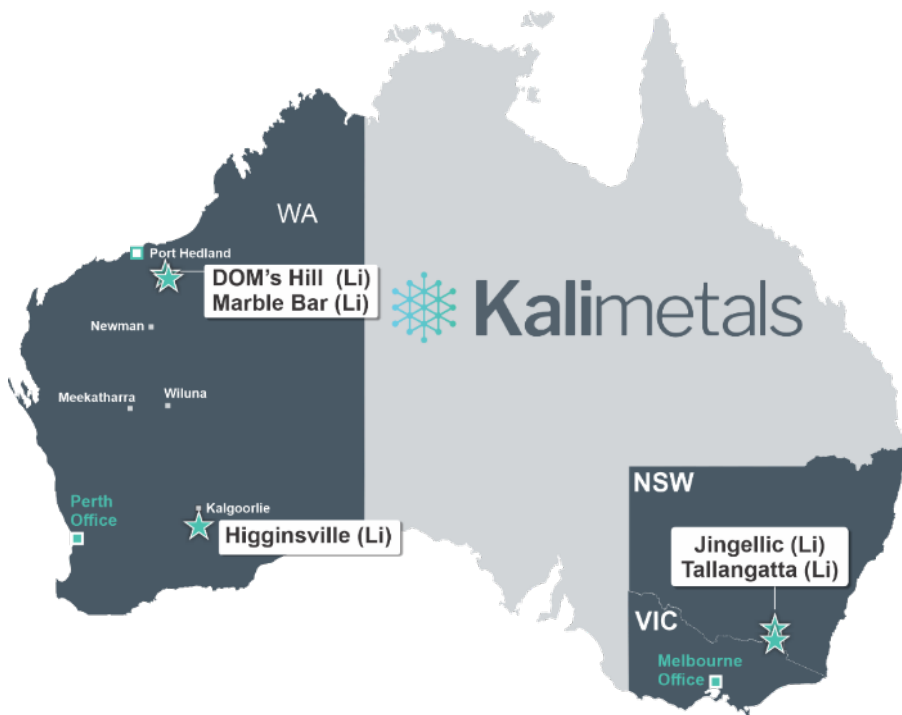 WA
Port Hedland
DOM's Hill (Li)
Marble Bar (Li)
Newman
Kalimetals
Meekatharra
Wiluna
Perth
Office
Kalgoorlie
Higginsville (Li)
NSW
Jingellic (Li)
Tallangatta (Li)
VIC
Melbourne
Office